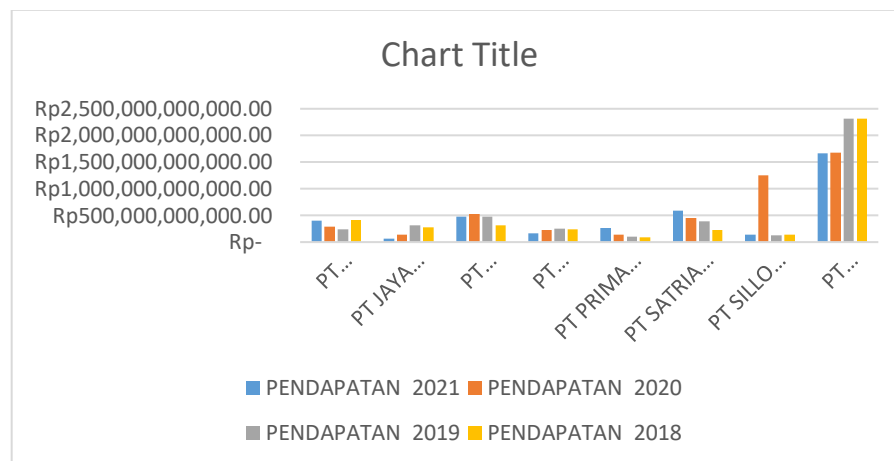 Chart Title
Rp2,500,000,000,000.00
Rp2,000,000,000,000.00
Rp1,500,000,000,000.00
Rp1,000,000,000,000.00
Rp500,000,000,000.00
Rp-
PT...
PT JAYA...
PT...
PT...
PT PRIMA...
PT SATRIA...
PT SILLO...
PT...
PENDAPATAN 2021 PENDAPATAN 2020
PENDAPATAN 2019 PENDAPATAN 2018